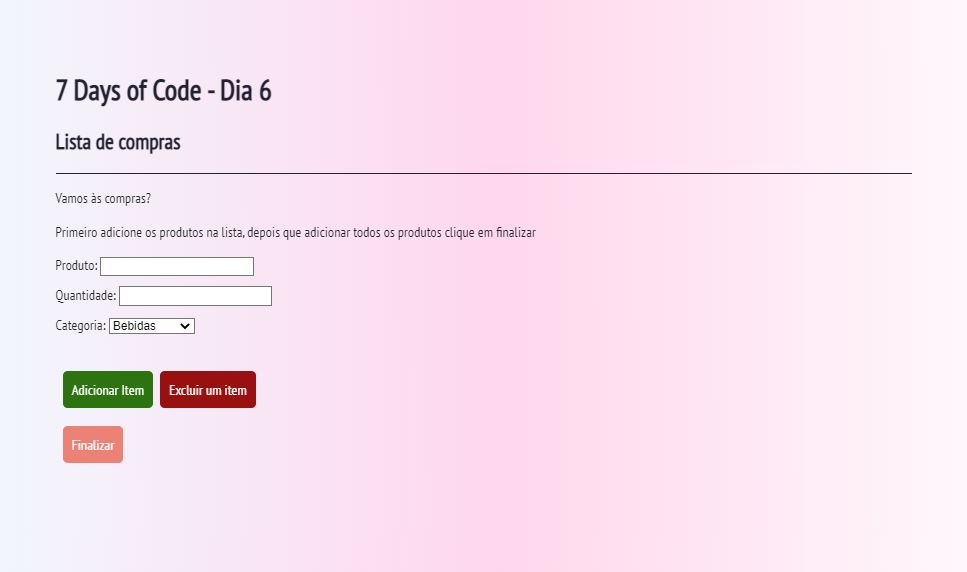 7 Days of Code - Dia 6
Lista de compras
Vamos às compras?
Primeiro adicione os produtos na lista, depois que adicionar todos os produtos clique em finalizar
Produto:
Quantidade:
Categoria: Bebidas
Adicionar Item Excluir um item
Finalizar